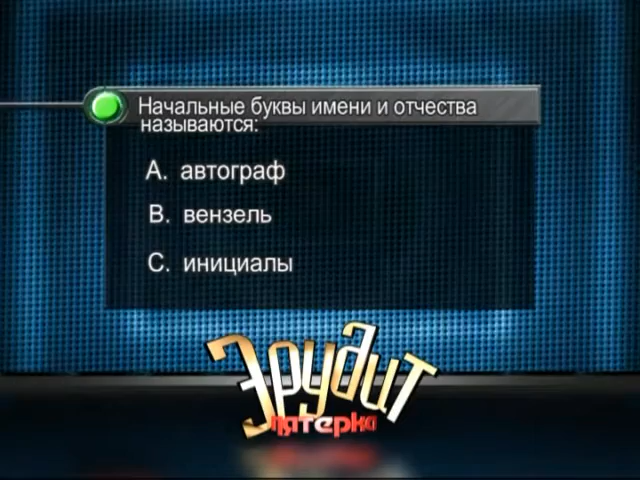 Начальные буквы имени и отчества
называются:
A. автограф
B. вензель
C. инициалы
Эрудит
пятерка